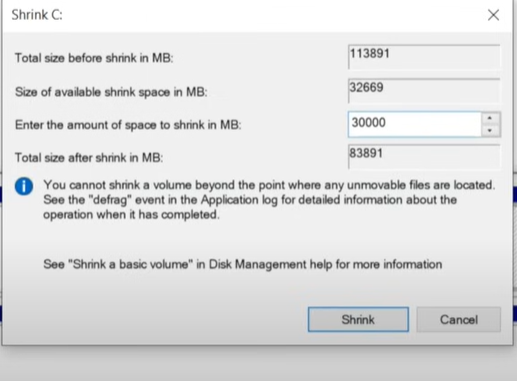 Shrink C:
Total size before shrink in MB: 113891
Size of available shrink space in MB: 32669
Enter the amount of space to shrink in MB: 30000
Total size after shrink in MB: 83891
You cannot shrink a volume beyond the point where any unmovable files are located.
See the "defrag" event in the Application log for detailed information about the
operation when it has completed.
See "Shrink a basic volume" in Disk Management help for more information
Shrink Cancel